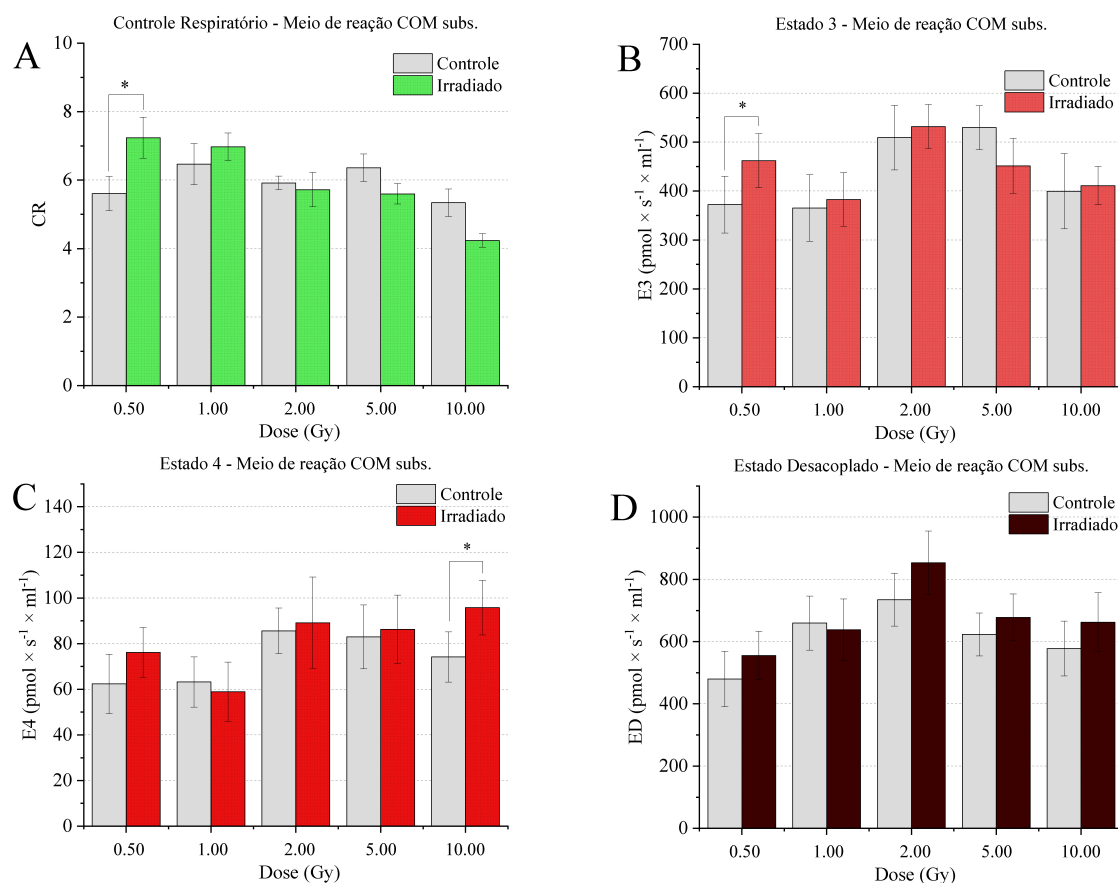 A
Controle Respiratório - Meio de reação COM subs.
Controle
Irradiado
*
CR
10
8
6
4
2
0
0.50 1.00 2.00 5.00 10.00
Dose (Gy)
B
Estado 3 - Meio de reação COM subs.
Controle
Irradiado
*
E3 (pmol × s⁻¹ × ml⁻¹)
700
600
500
400
300
200
100
0
0.50 1.00 2.00 5.00 10.00
Dose (Gy)
C
Estado 4 - Meio de reação COM subs.
Controle
Irradiado
*
E4 (pmol × s⁻¹ × ml⁻¹)
140
120
100
80
60
40
20
0
0.50 1.00 2.00 5.00 10.00
Dose (Gy)
D
Estado Desacoplado - Meio de reação COM subs.
Controle
Irradiado
ED (pmol × s⁻¹ × ml⁻¹)
1000
800
600
400
200
0
0.50 1.00 2.00 5.00 10.00
Dose (Gy)